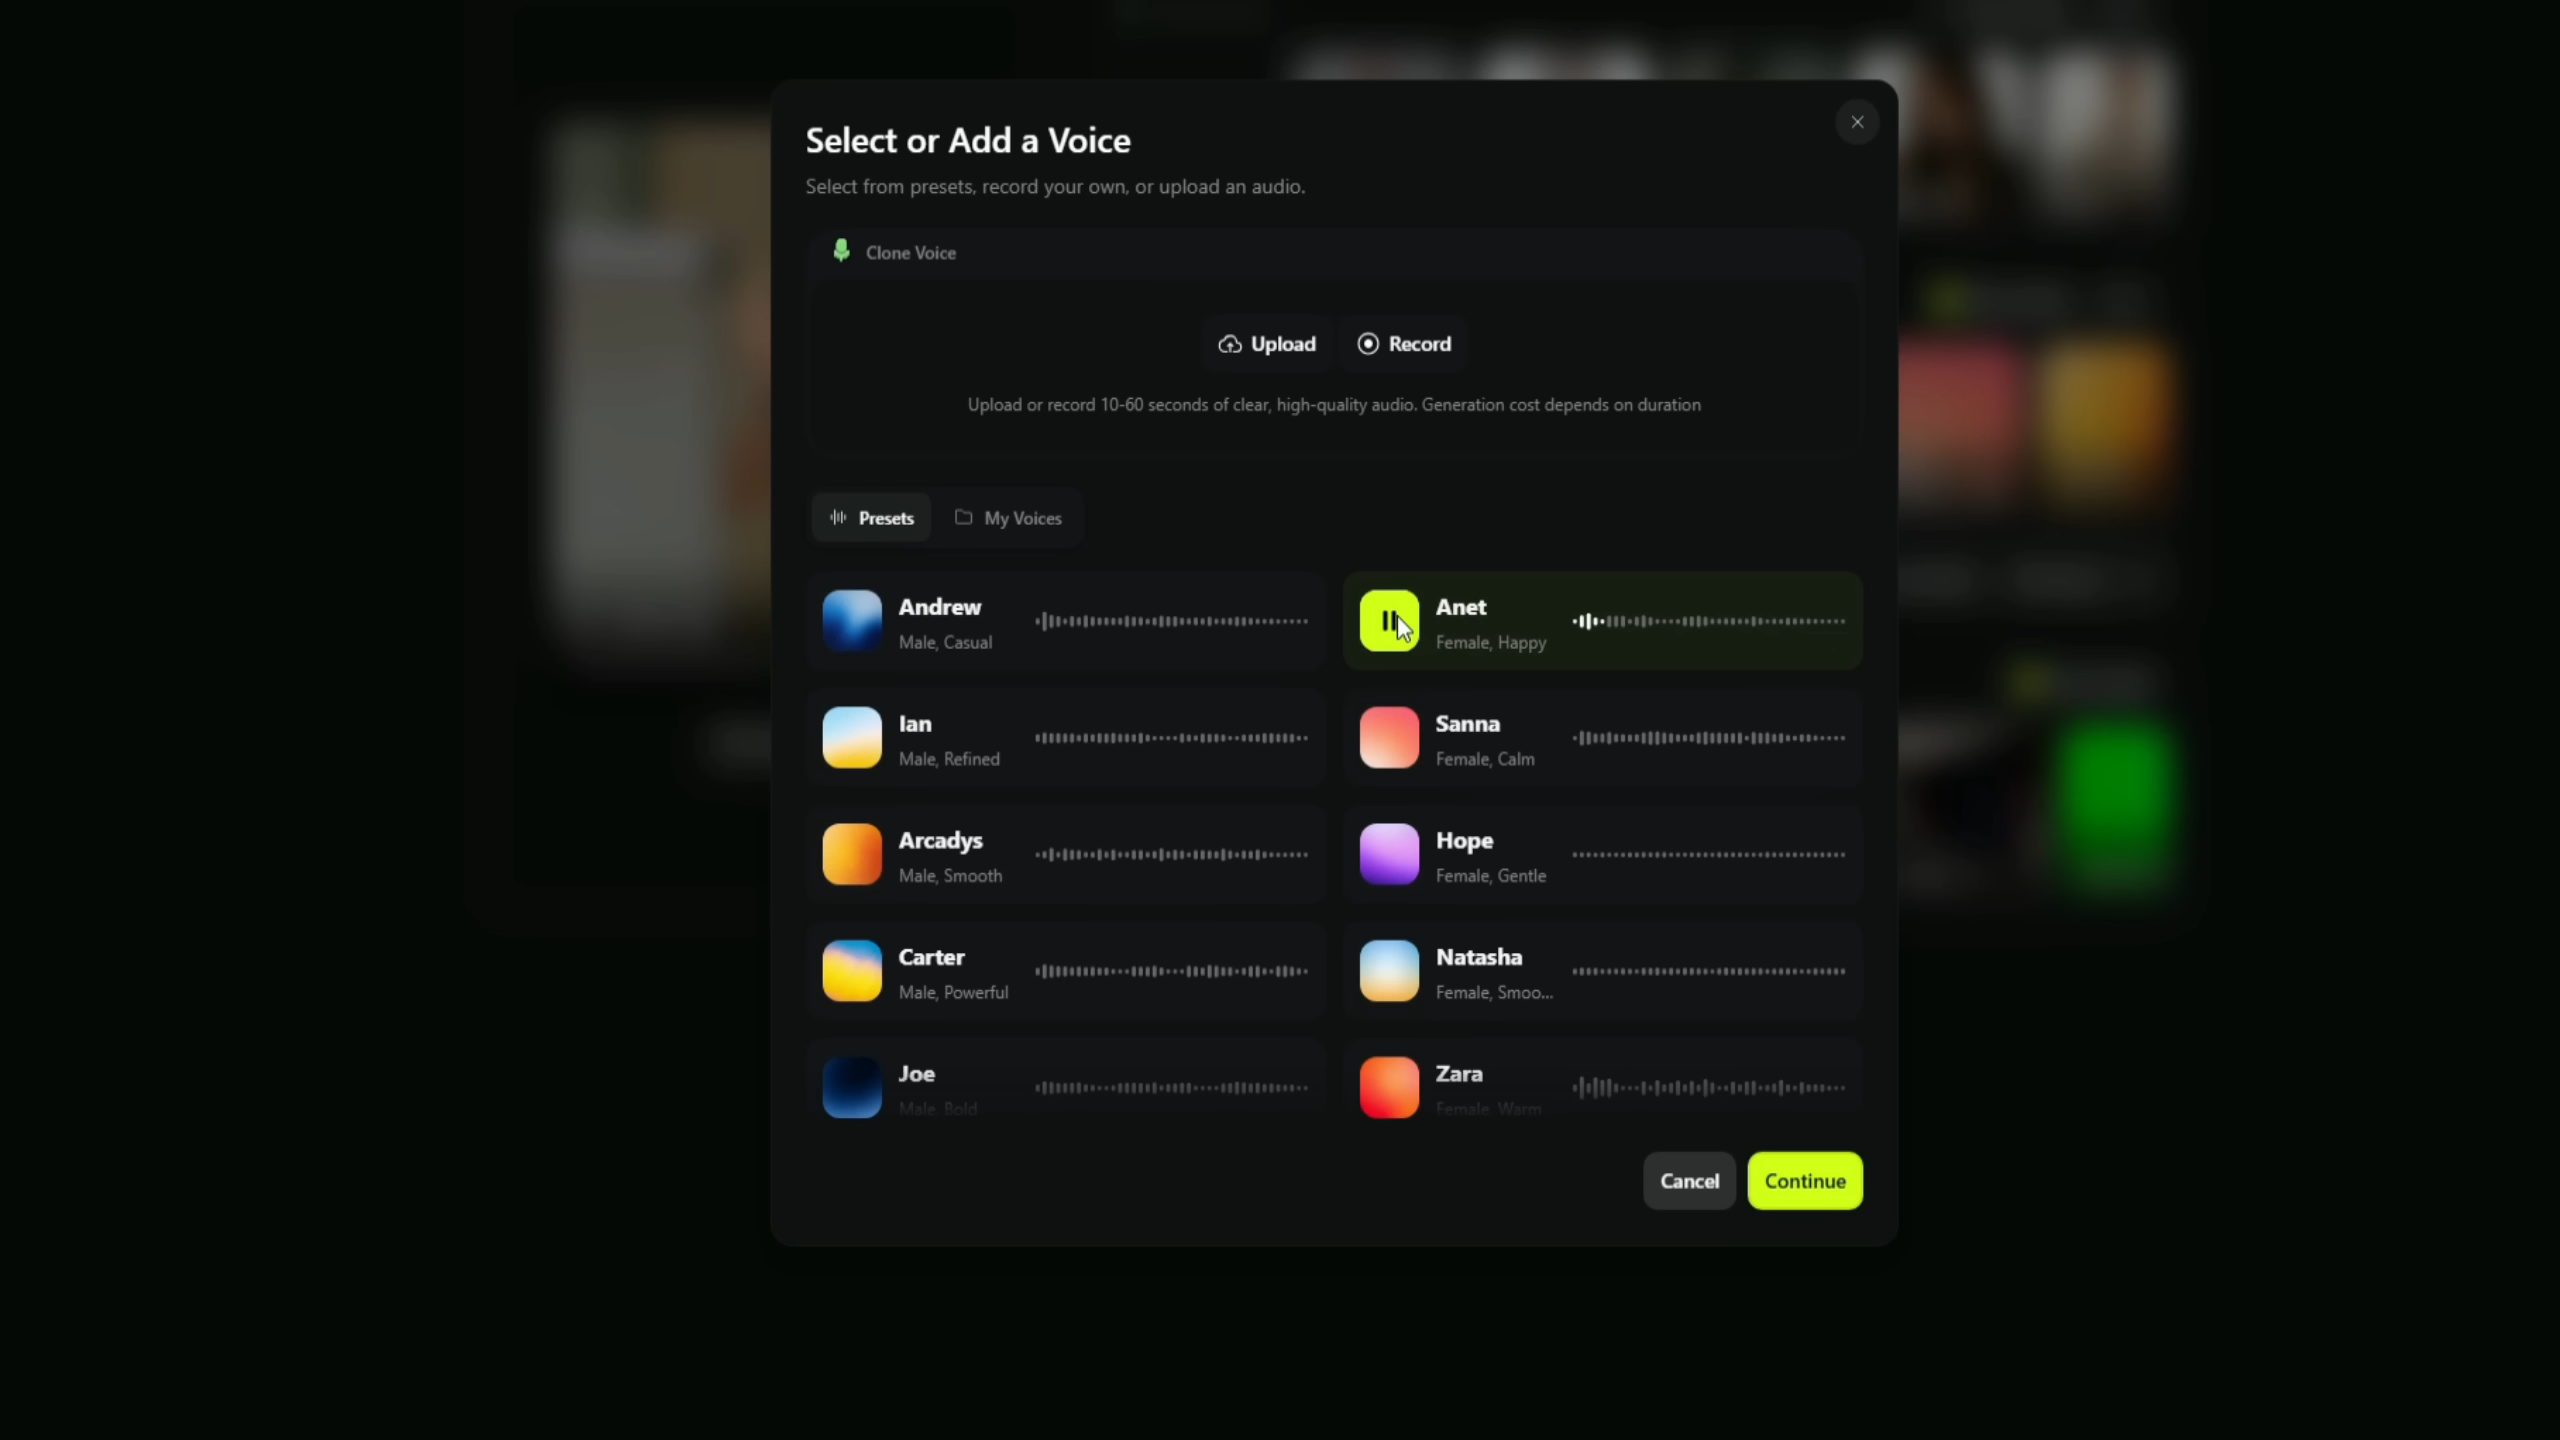 Select or Add a Voice
Select from presets, record your own, or upload an audio.
Clone Voice
Upload
Record
Upload or record 10-60 seconds of clear, high-quality audio. Generation cost depends on duration
Presets
My Voices
Andrew
Male, Casual
Anet
Female, Happy
Ian
Male, Refined
Sanna
Female, Calm
Arcadys
Male, Smooth
Hope
Female, Gentle
Carter
Male, Powerful
Natasha
Female, Smoo...
Joe
Male, Bold
Zara
Female, Warm
Cancel
Continue